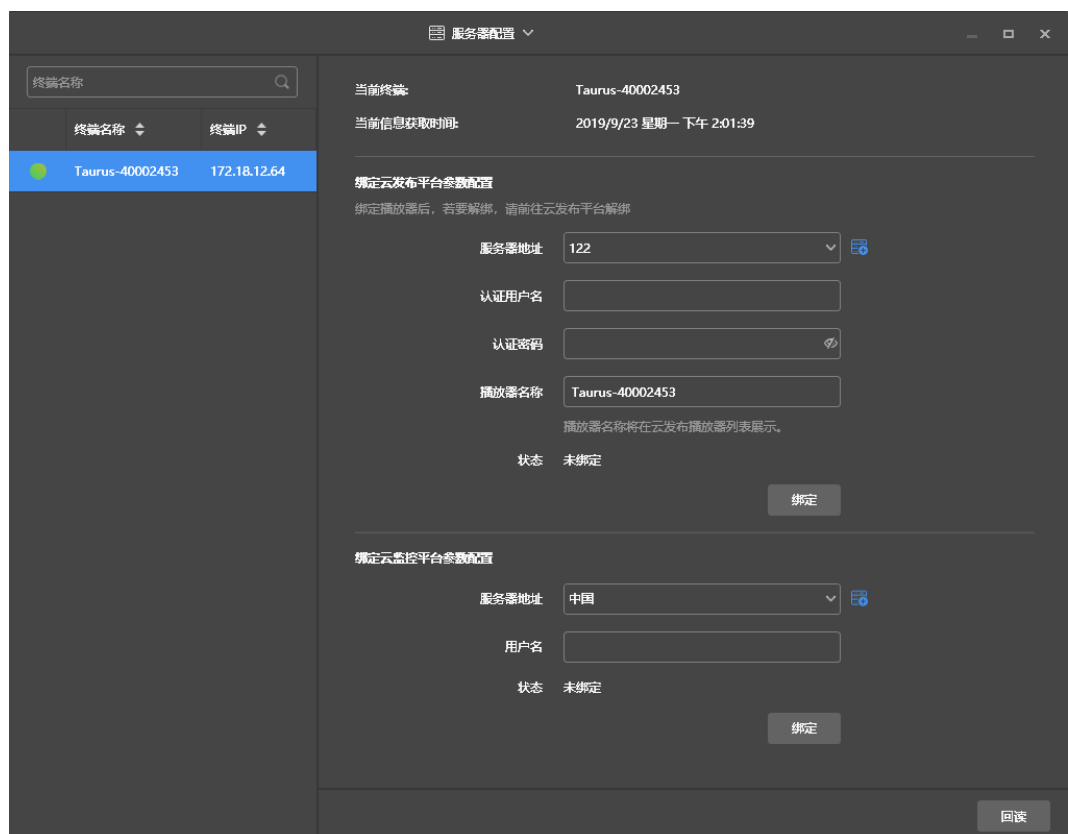 服务器配置
终端名称
终端名称 终端IP
Taurus-40002453 172.18.12.64
当前终端: Taurus-40002453
当前信息获取时间: 2019/9/23 星期一 下午 2:01:39
绑定云发布平台参数配置
绑定播放器后，若要解绑，请前往云发布平台解绑
服务器地址 122
认证用户名
认证密码
播放器名称 Taurus-40002453
播放器名称将在云发布播放器列表展示。
状态 未绑定
绑定
绑定云监控平台参数配置
服务器地址 中国
用户名
状态 未绑定
绑定
回读